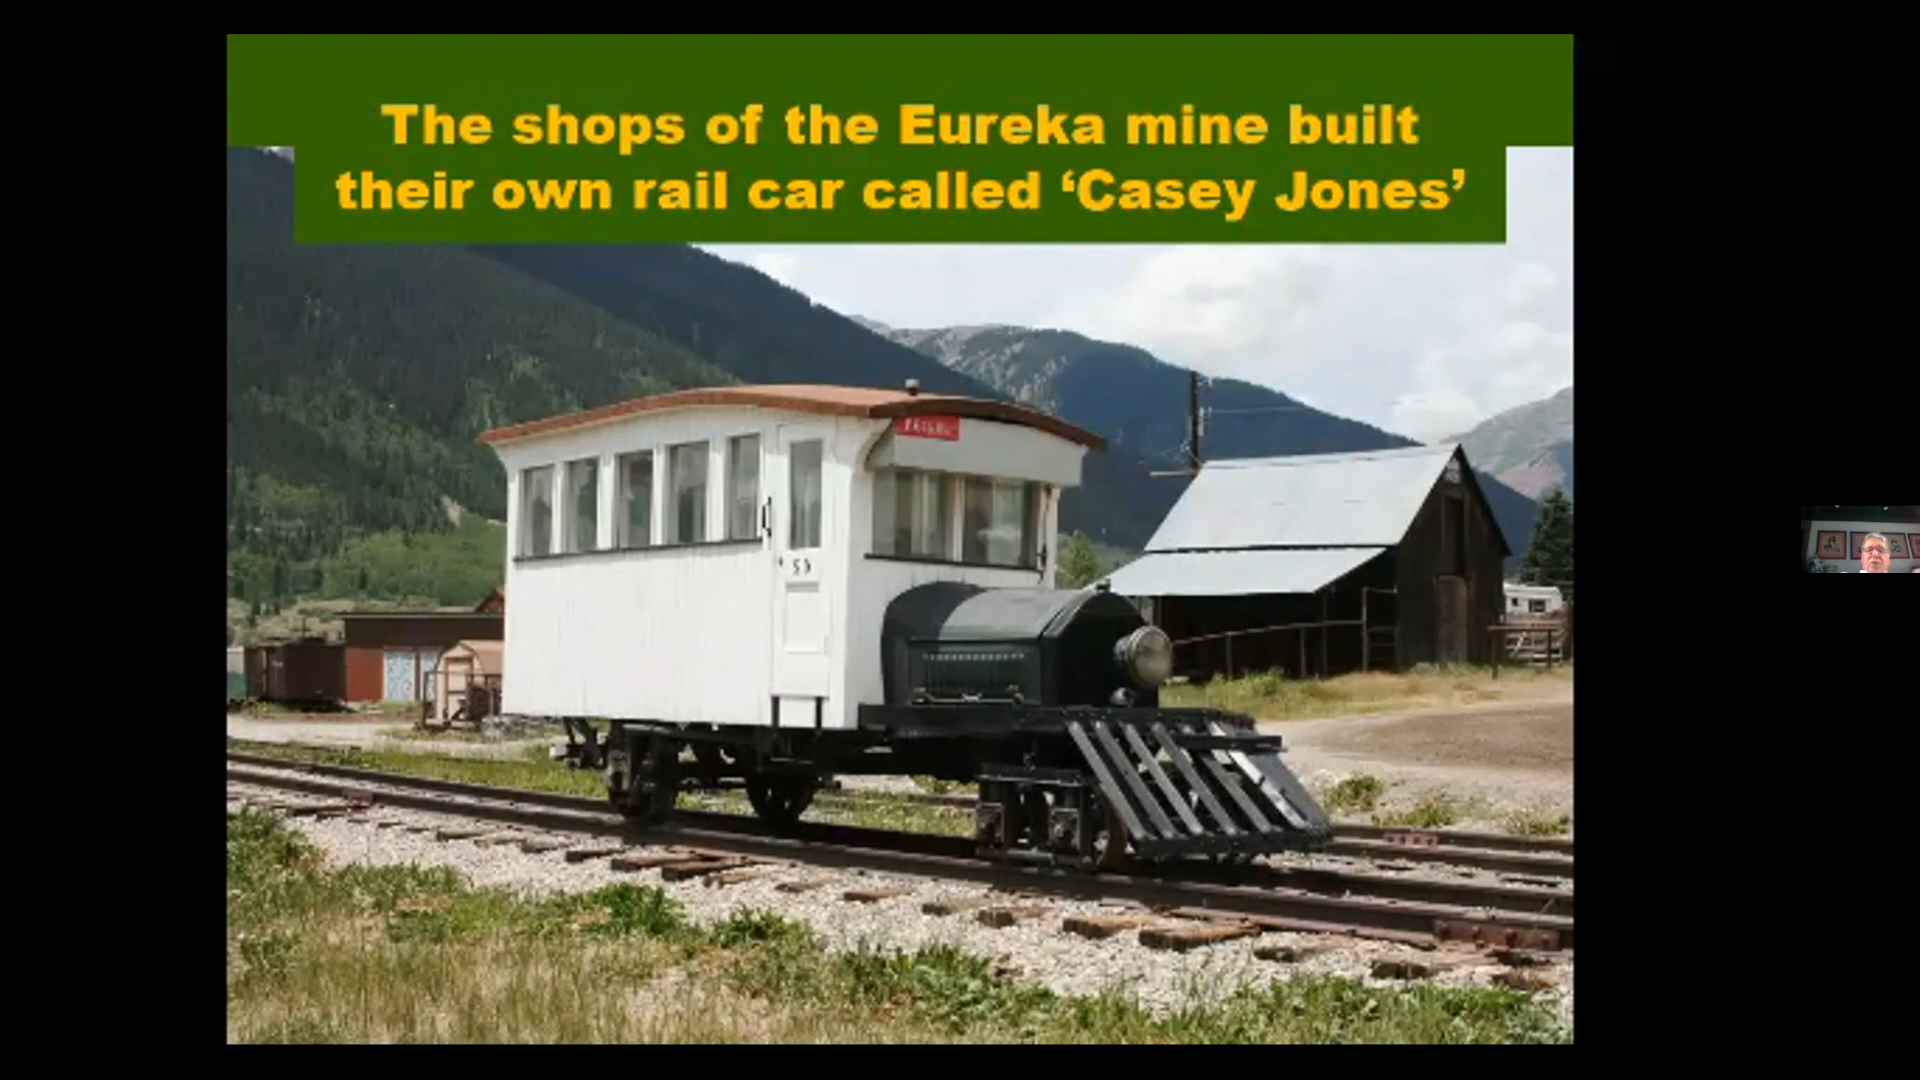 The shops of the Eureka mine built
their own rail car called ‘Casey Jones’